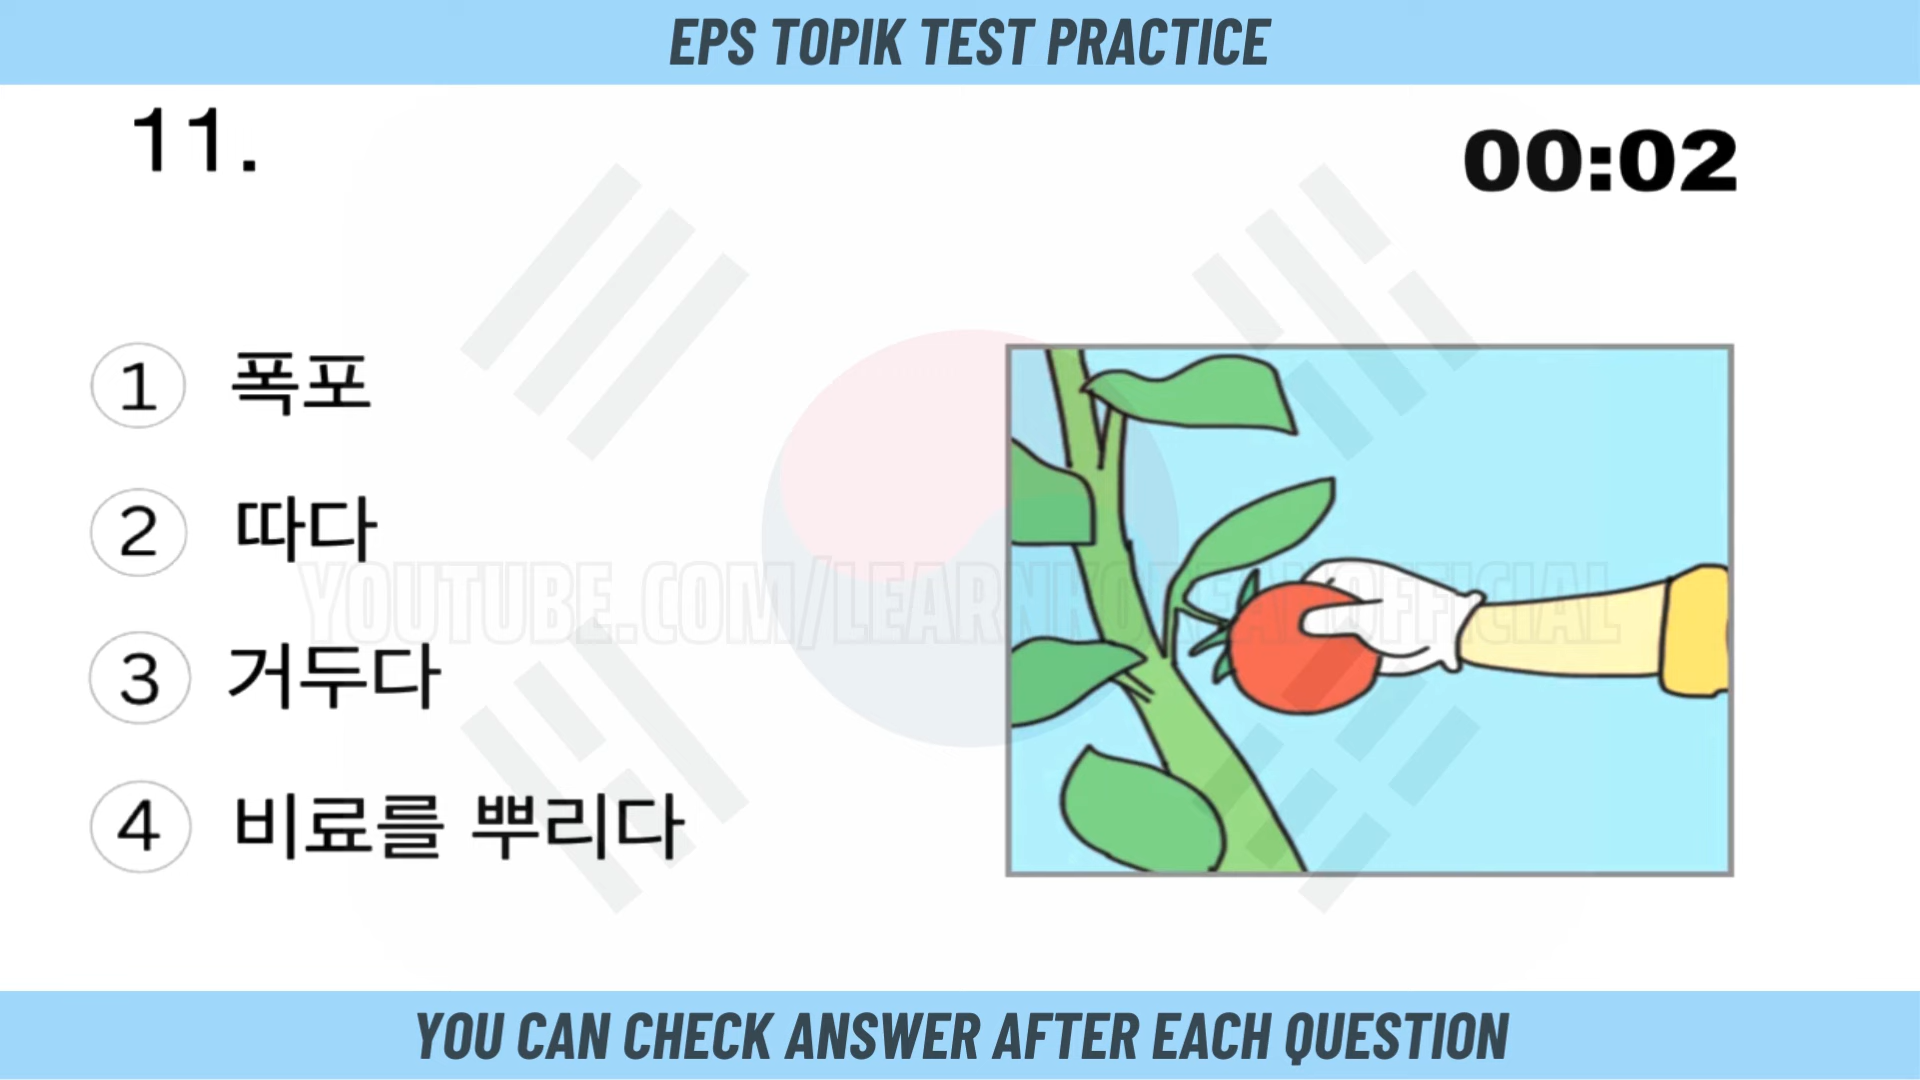 EPS TOPIK TEST PRACTICE
11.
00:02
1 폭포
2 따다
3 거두다
4 비료를 뿌리다
YOUTUBE.COM/LEARNKOREANOFFICIAL
YOU CAN CHECK ANSWER AFTER EACH QUESTION